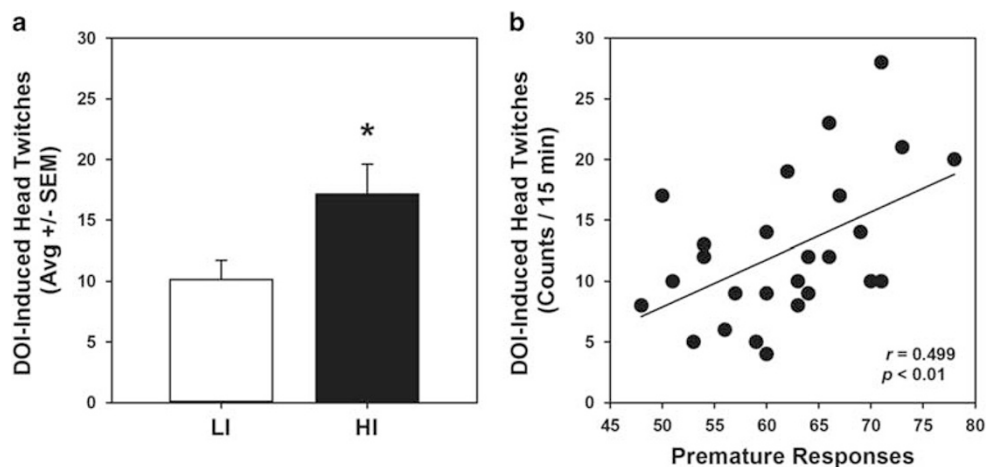 a
DOI-Induced Head Twitches
(Avg +/- SEM)
30
25
20
15
10
5
0
*
LI
HI
b
DOI-Induced Head Twitches
(Counts / 15 min)
30
25
20
15
10
5
0
r = 0.499
p < 0.01
45 50 55 60 65 70 75 80
Premature Responses